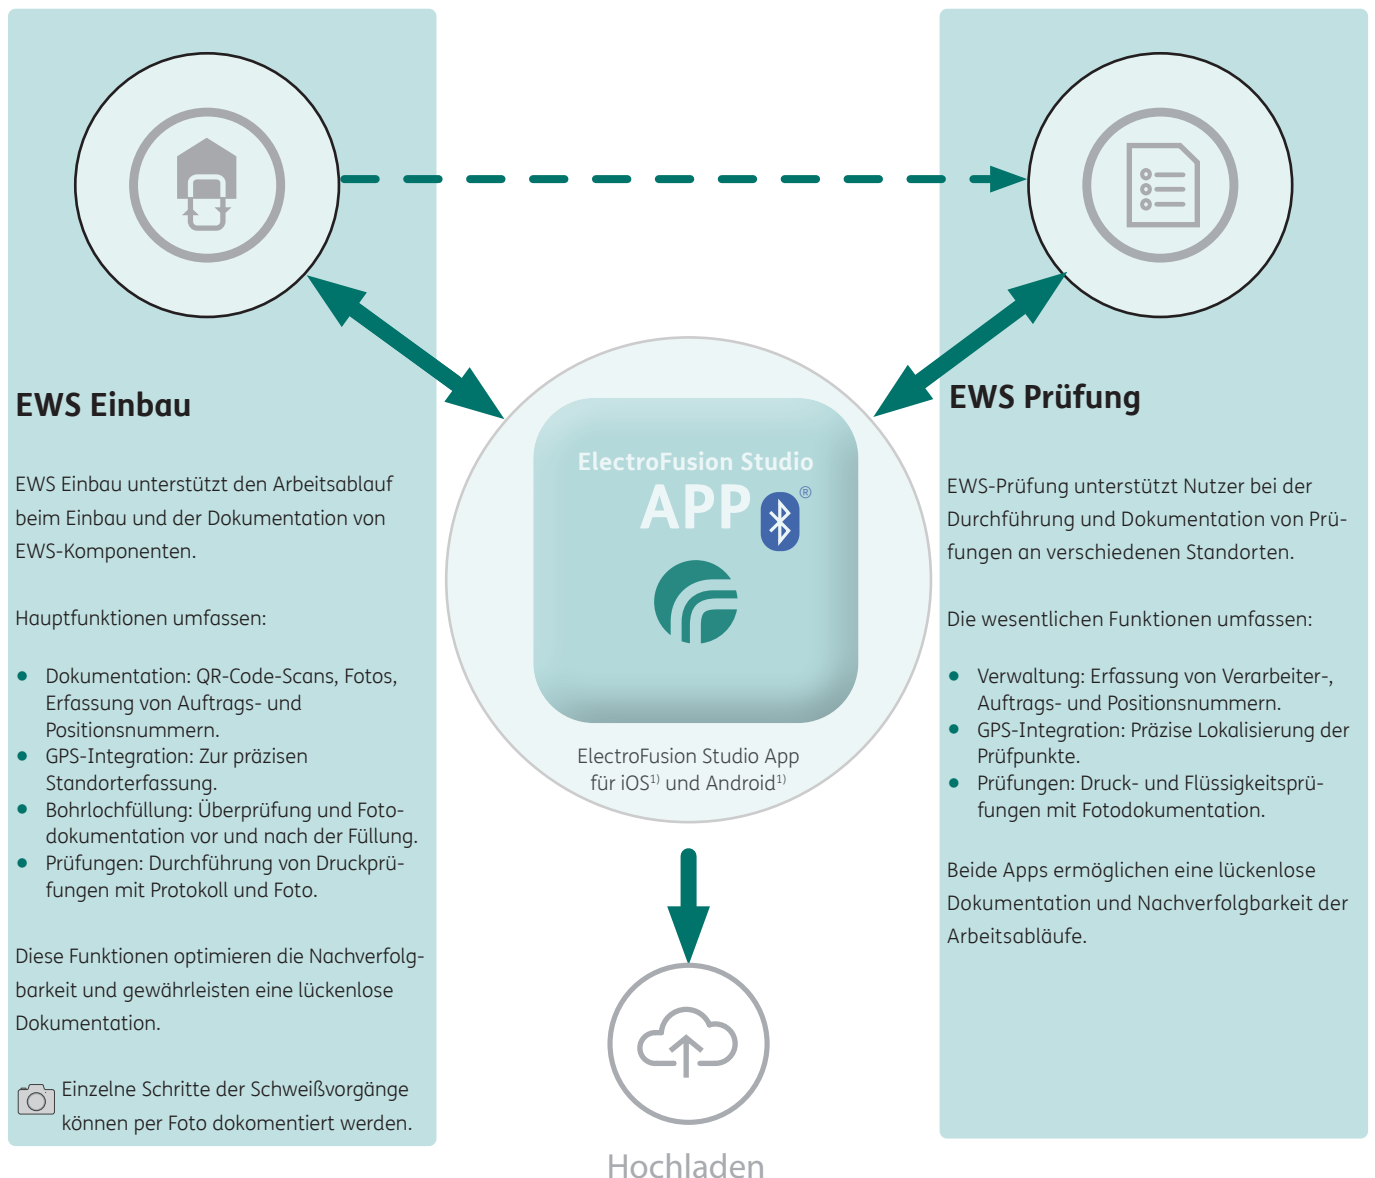 EWS Einbau
EWS Einbau unterstützt den Arbeitsablauf
beim Einbau und der Dokumentation von
EWS-Komponenten.
Hauptfunktionen umfassen:
• Dokumentation: QR-Code-Scans, Fotos,
Erfassung von Auftrags- und
Positionsnummern.
• GPS-Integration: Zur präzisen
Standorterfassung.
• Bohrlochfüllung: Überprüfung und Foto-
dokumentation vor und nach der Füllung.
• Prüfungen: Durchführung von Druckprü-
fungen mit Protokoll und Foto.
Diese Funktionen optimieren die Nachverfolg-
barkeit und gewährleisten eine lückenlose
Dokumentation.
Einzelne Schritte der Schweißvorgänge
können per Foto dokomentiert werden.
ElectroFusion Studio
APP
®
ElectroFusion Studio App
für iOS¹⁾ und Android¹⁾
Hochladen
EWS Prüfung
EWS-Prüfung unterstützt Nutzer bei der
Durchführung und Dokumentation von Prü-
fungen an verschiedenen Standorten.
Die wesentlichen Funktionen umfassen:
• Verwaltung: Erfassung von Verarbeiter-,
Auftrags- und Positionsnummern.
• GPS-Integration: Präzise Lokalisierung der
Prüfpunkte.
• Prüfungen: Druck- und Flüssigkeitsprü-
fungen mit Fotodokumentation.
Beide Apps ermöglichen eine lückenlose
Dokumentation und Nachverfolgbarkeit der
Arbeitsabläufe.